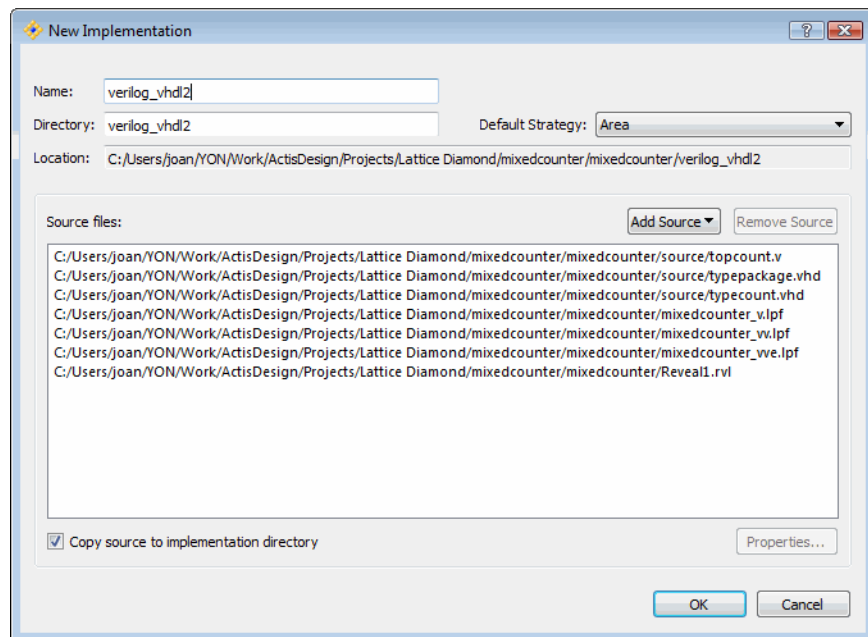 New Implementation
Name: verilog_vhdl2
Directory: verilog_vhdl2 Default Strategy: Area
Location: C:/Users/joan/YON/Work/ActisDesign/Projects/Lattice Diamond/mixedcounter/mixedcounter/verilog_vhdl2
Source files: Add Source Remove Source
C:/Users/joan/YON/Work/ActisDesign/Projects/Lattice Diamond/mixedcounter/mixedcounter/source/topcount.v
C:/Users/joan/YON/Work/ActisDesign/Projects/Lattice Diamond/mixedcounter/mixedcounter/source/typepackage.vhd
C:/Users/joan/YON/Work/ActisDesign/Projects/Lattice Diamond/mixedcounter/mixedcounter/source/typecount.vhd
C:/Users/joan/YON/Work/ActisDesign/Projects/Lattice Diamond/mixedcounter/mixedcounter/mixedcounter_v.lpf
C:/Users/joan/YON/Work/ActisDesign/Projects/Lattice Diamond/mixedcounter/mixedcounter/mixedcounter_vv.lpf
C:/Users/joan/YON/Work/ActisDesign/Projects/Lattice Diamond/mixedcounter/mixedcounter/mixedcounter_vve.lpf
C:/Users/joan/YON/Work/ActisDesign/Projects/Lattice Diamond/mixedcounter/mixedcounter/Reveal1.rvl
Copy source to implementation directory Properties...
OK Cancel